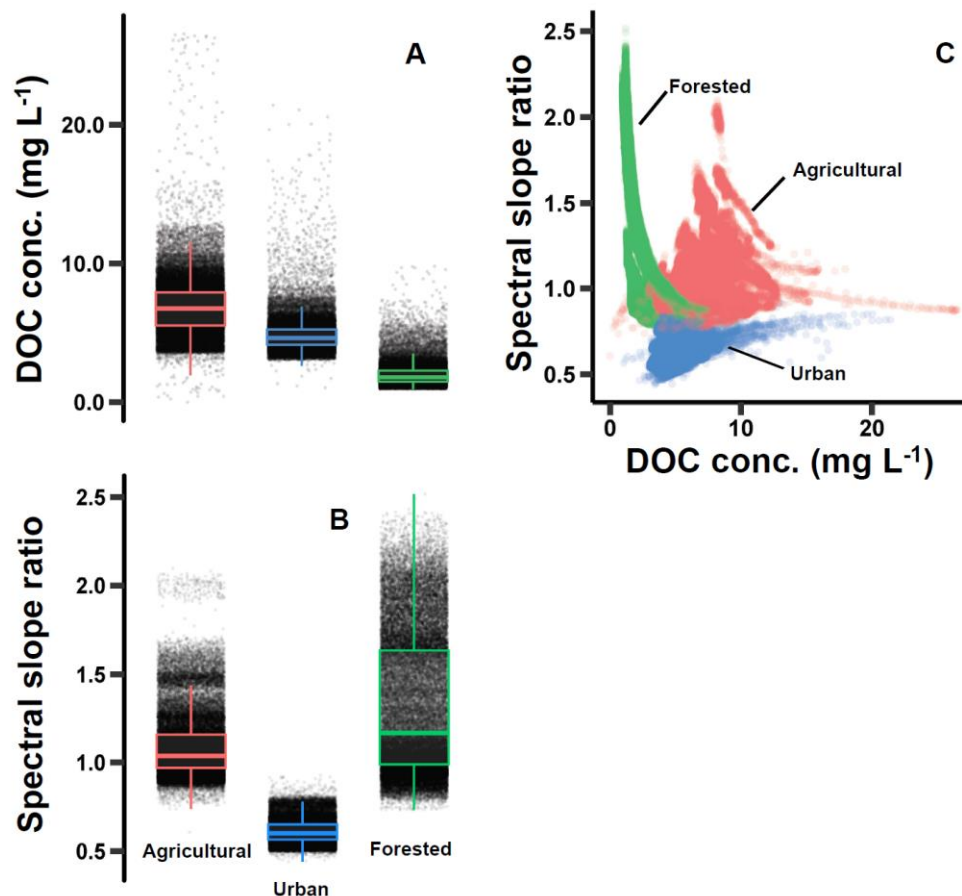 A
DOC conc. (mg L-1)
20.0
10.0
0.0
C
Spectral slope ratio
2.5
2.0
1.5
1.0
0.5
Forested
Agricultural
Urban
0
10
20
DOC conc. (mg L-1)
B
Spectral slope ratio
2.5
2.0
1.5
1.0
0.5
Agricultural
Urban
Forested